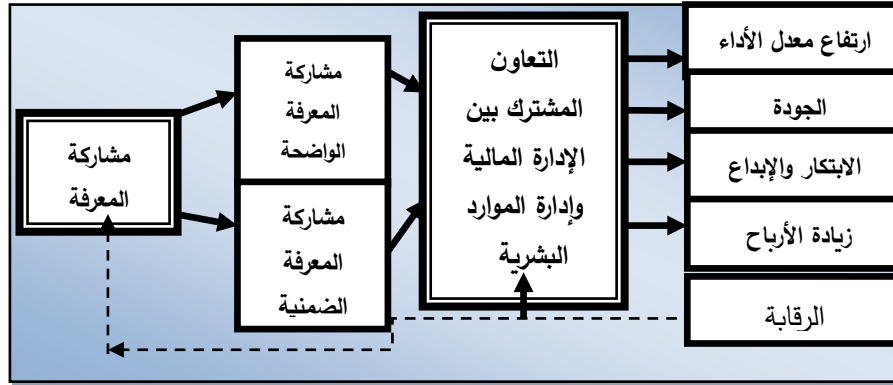 مشاركة
المعرفة
مشاركة
المعرفة
الواضحة
مشاركة
المعرفة
الضمنية
التعاون
المشترك بين
الإدارة المالية
وإدارة الموارد
البشرية
ارتفاع معدل الأداء
الجودة
الابتكار والإبداع
زيادة الأرباح
الرقابة